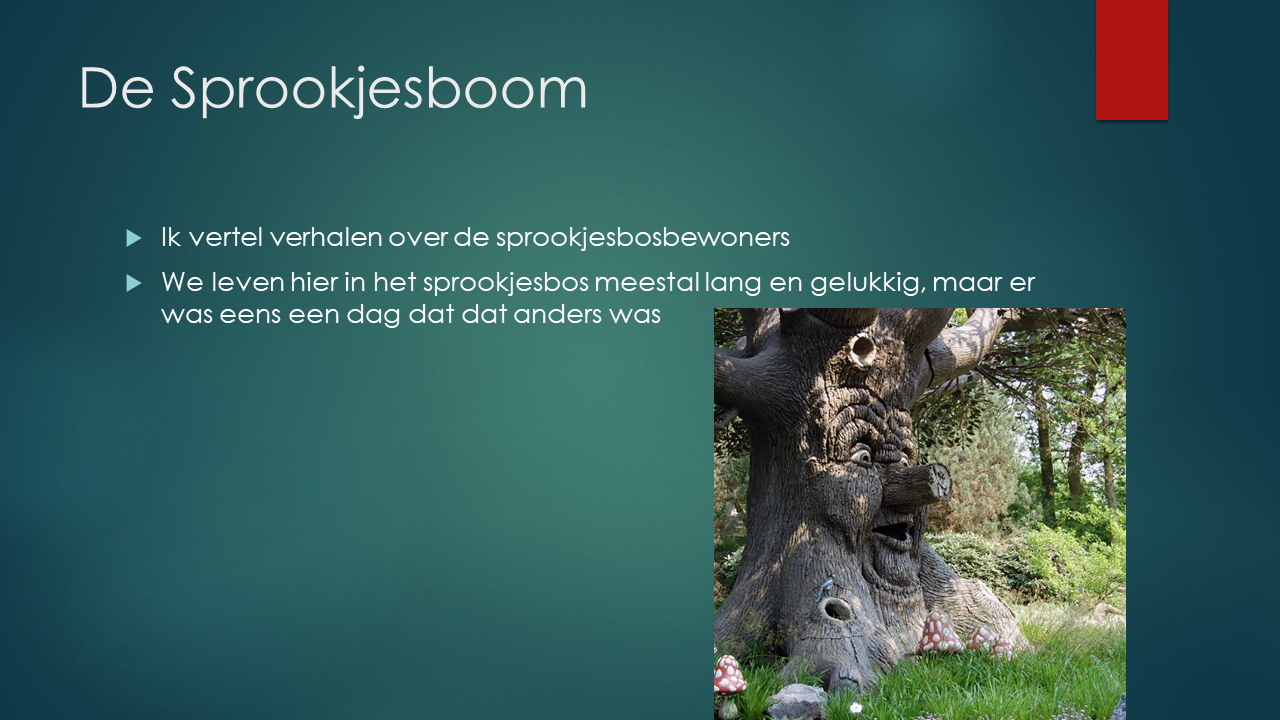 De Sprookjesboom
Ik vertel verhalen over de sprookjesbosbewoners
We leven hier in het sprookjesbos meestal lang en gelukkig, maar er
was eens een dag dat dat anders was